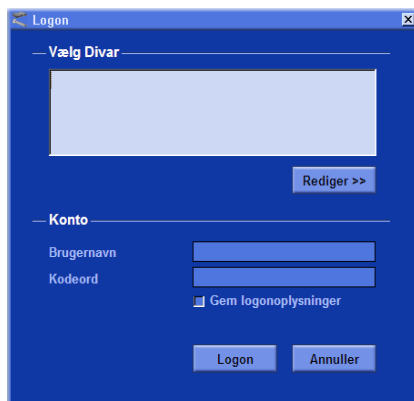 Logon
Vælg Divar
Rediger >>
Konto
Brugernavn
Kodeord
Gem logonoplysninger
Logon Annuller